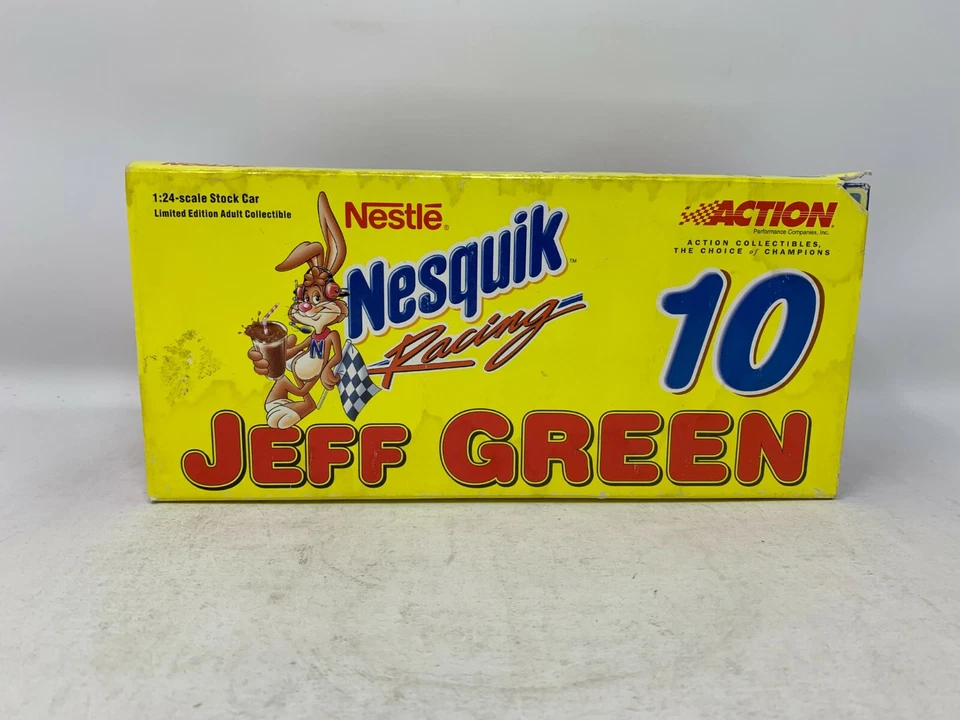 1:24-scale Stock Car
Limited Edition Adult Collectible
Nestlé®
Nesquik™
Racing
N
ACTION
Performance Companies, Inc.
ACTION COLLECTIBLES,
THE CHOICE of CHAMPIONS
10
JEFF GREEN